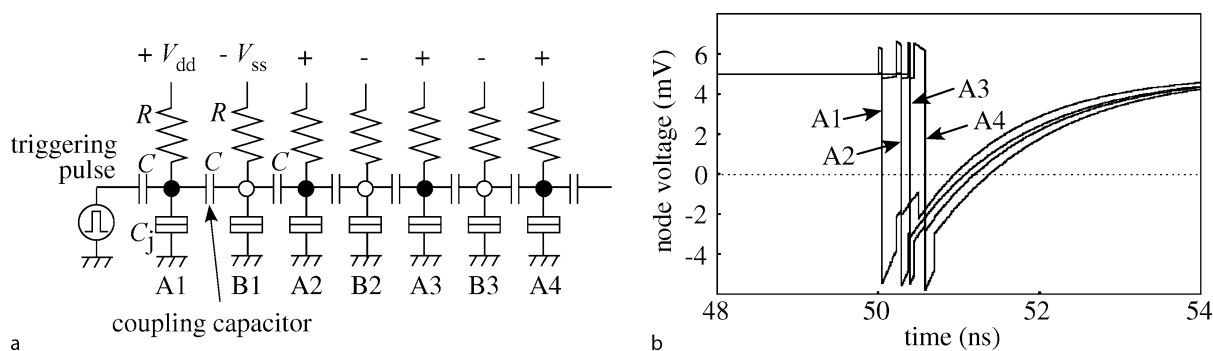 + Vdd - Vss + - + - +
R R
triggering
pulse
C C C
Cj
A1 B1 A2 B2 A3 B3 A4
coupling capacitor
a
node voltage (mV)
6
4
2
0
-2
-4
A1
A2
A3
A4
48 50 52 54
time (ns)
b